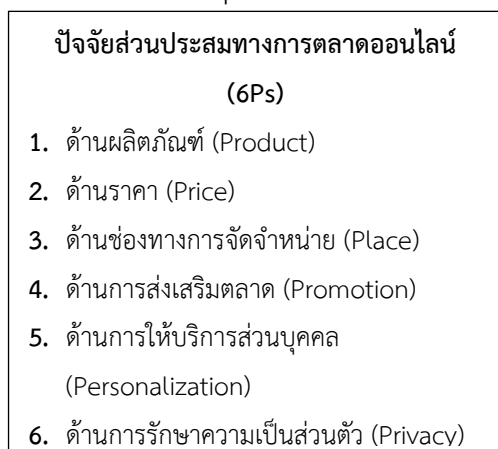 ปัจจัยส่วนประสมทางการตลาดออนไลน์
(6Ps)
1. ด้านผลิตภัณฑ์ (Product)
2. ด้านราคา (Price)
3. ด้านช่องทางการจัดจำหน่าย (Place)
4. ด้านการส่งเสริมตลาด (Promotion)
5. ด้านการให้บริการส่วนบุคคล
(Personalization)
6. ด้านการรักษาความเป็นส่วนตัว (Privacy)